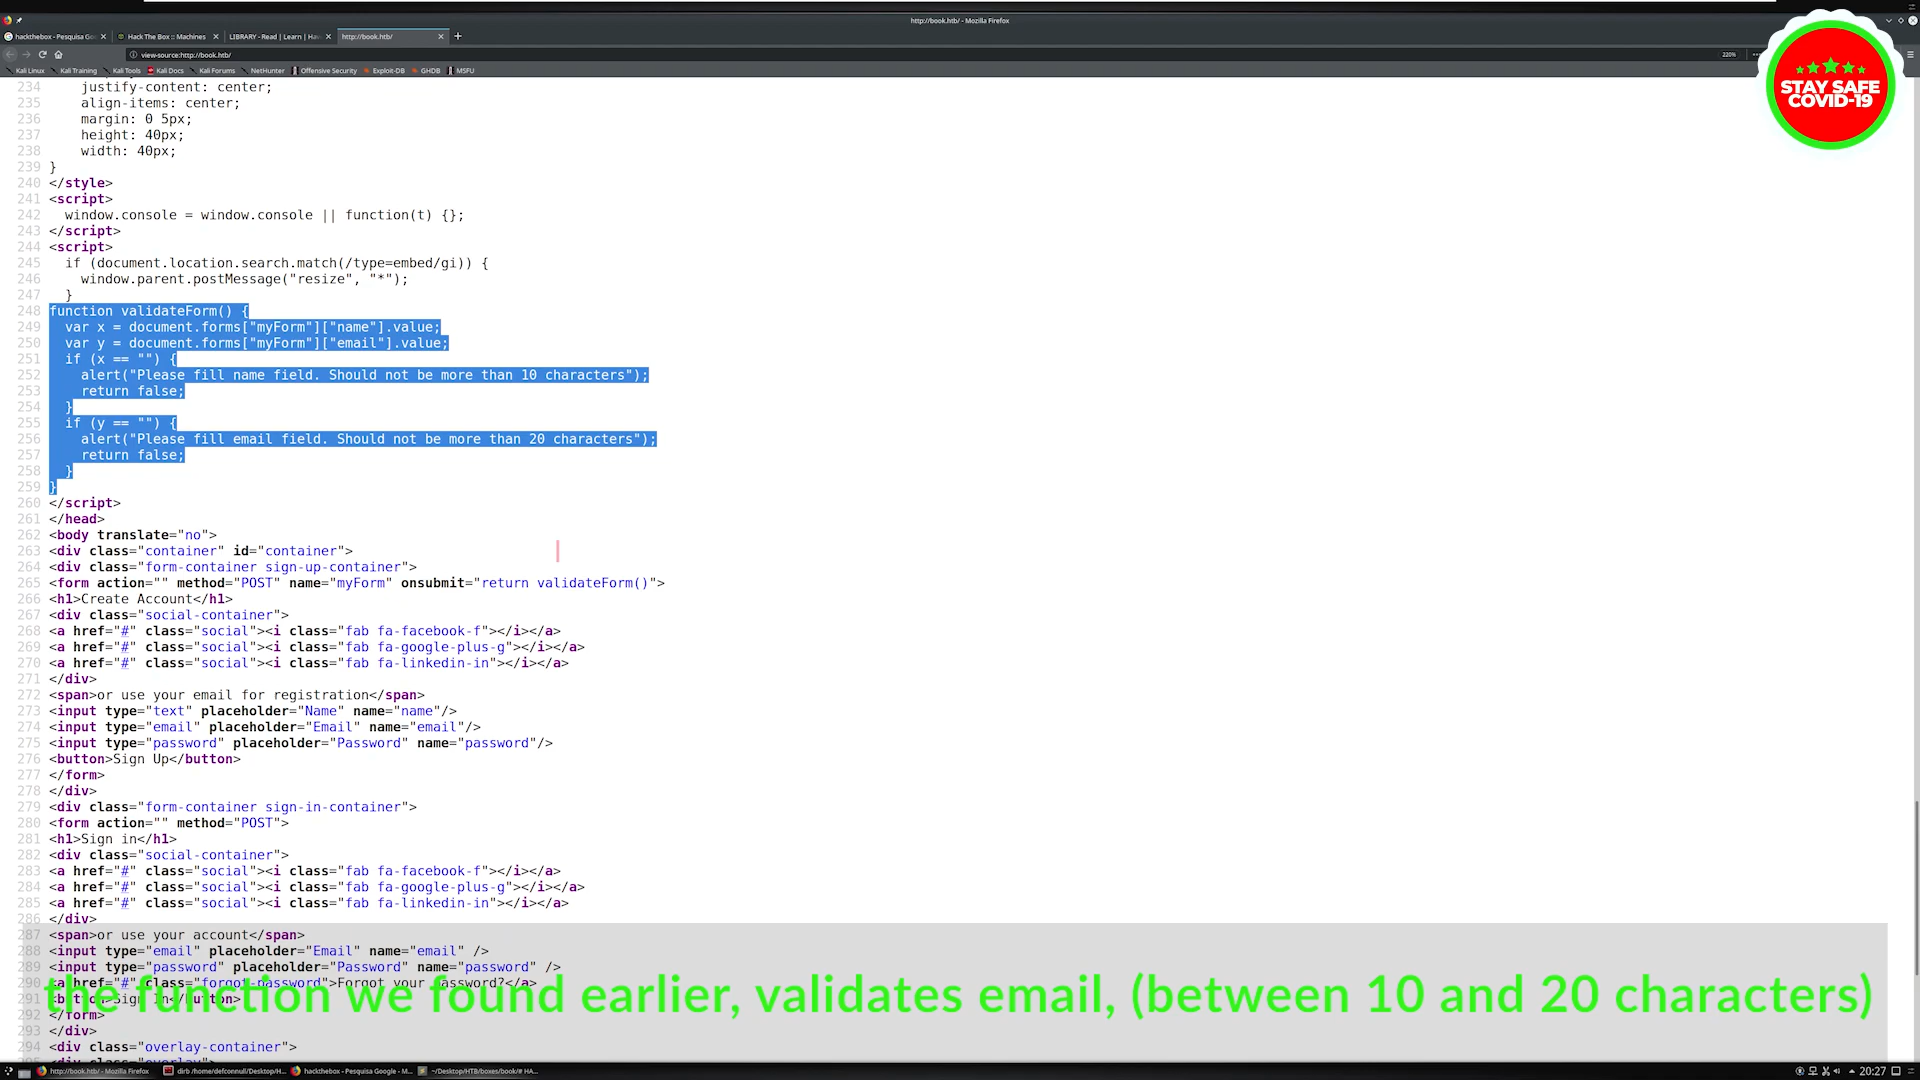 http://book.htb/ - Mozilla Firefox
hackthebox - Pesquisa Go
Hack The Box :: Machines
LIBRARY - Read | Learn | Hav
http://book.htb/
view-source:http://book.htb/
220%
Kali Linux
Kali Training
Kali Tools
Kali Docs
Kali Forums
NetHunter
Offensive Security
Exploit-DB
GHDB
MSFU
STAY SAFE
COVID-19
234 justify-content: center;
235 align-items: center;
236 margin: 0 5px;
237 height: 40px;
238 width: 40px;
239 }
240 </style>
241 <script>
242 window.console = window.console || function(t) {};
243 </script>
244 <script>
245 if (document.location.search.match(/type=embed/gi)) {
246 window.parent.postMessage("resize", "*");
247 }
248 function validateForm() {
249 var x = document.forms["myForm"]["name"].value;
250 var y = document.forms["myForm"]["email"].value;
251 if (x == "") {
252 alert("Please fill name field. Should not be more than 10 characters");
253 return false;
254 }
255 if (y == "") {
256 alert("Please fill email field. Should not be more than 20 characters");
257 return false;
258 }
259 }
260 </script>
261 </head>
262 <body translate="no">
263 <div class="container" id="container">
264 <div class="form-container sign-up-container">
265 <form action="" method="POST" name="myForm" onsubmit="return validateForm()">
266 <h1>Create Account</h1>
267 <div class="social-container">
268 <a href="#" class="social"><i class="fab fa-facebook-f"></i></a>
269 <a href="#" class="social"><i class="fab fa-google-plus-g"></i></a>
270 <a href="#" class="social"><i class="fab fa-linkedin-in"></i></a>
271 </div>
272 <span>or use your email for registration</span>
273 <input type="text" placeholder="Name" name="name"/>
274 <input type="email" placeholder="Email" name="email"/>
275 <input type="password" placeholder="Password" name="password"/>
276 <button>Sign Up</button>
277 </form>
278 </div>
279 <div class="form-container sign-in-container">
280 <form action="" method="POST">
281 <h1>Sign in</h1>
282 <div class="social-container">
283 <a href="#" class="social"><i class="fab fa-facebook-f"></i></a>
284 <a href="#" class="social"><i class="fab fa-google-plus-g"></i></a>
285 <a href="#" class="social"><i class="fab fa-linkedin-in"></i></a>
286 </div>
287 <span>or use your account</span>
288 <input type="email" placeholder="Email" name="email" />
289 <input type="password" placeholder="Password" name="password" />
290 <a href="#" class="forgot-password">Forgot your password?</a>
291 <button>Sign In</button>
the function we found earlier, validates email, (between 10 and 20 characters)
292 </form>
293 </div>
294 <div class="overlay-container">
295 <div class="overlay">
http://book.htb/ - Mozilla Firefox
dirb /home/defconnull/Desktop/H...
hackthebox - Pesquisa Google - M...
~/Desktop/HTB/boxes/book/# HA...
20:27